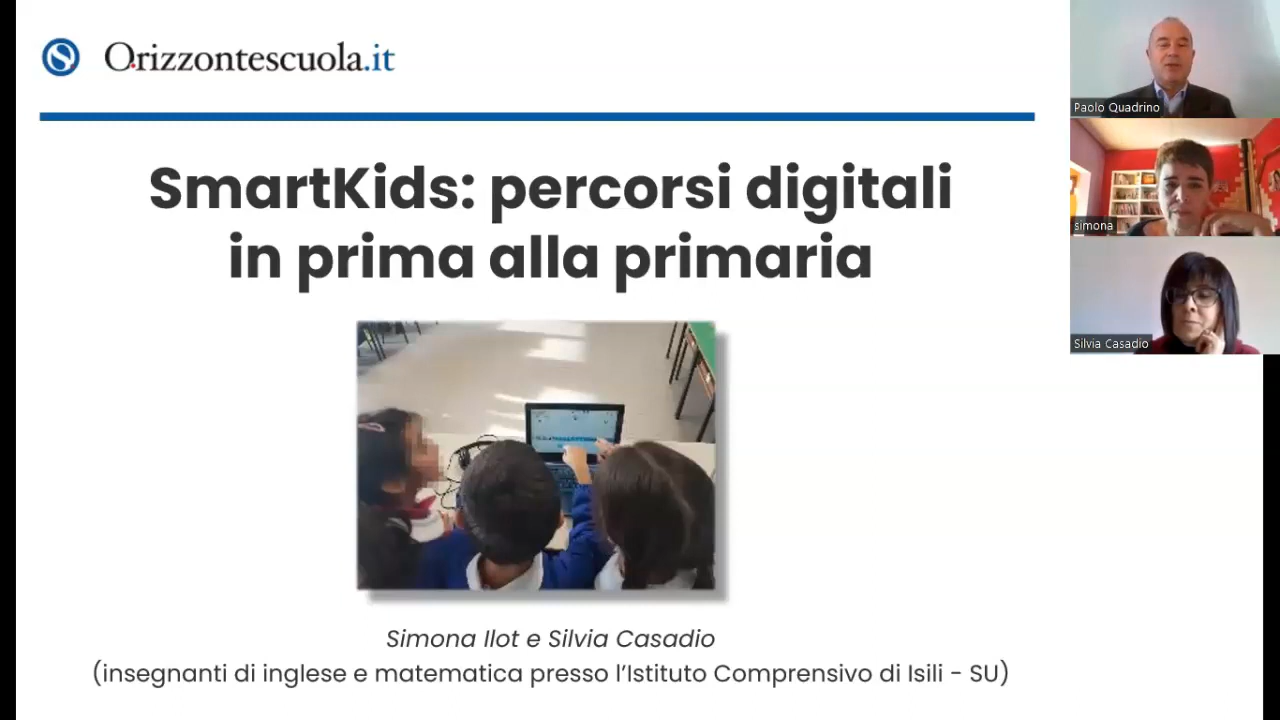 Orizzontescuola.it
SmartKids: percorsi digitali
in prima alla primaria
Simona Ilot e Silvia Casadio
(insegnanti di inglese e matematica presso l'Istituto Comprensivo di Isili - SU)
Paolo Quadrino
simona
Silvia Casadio